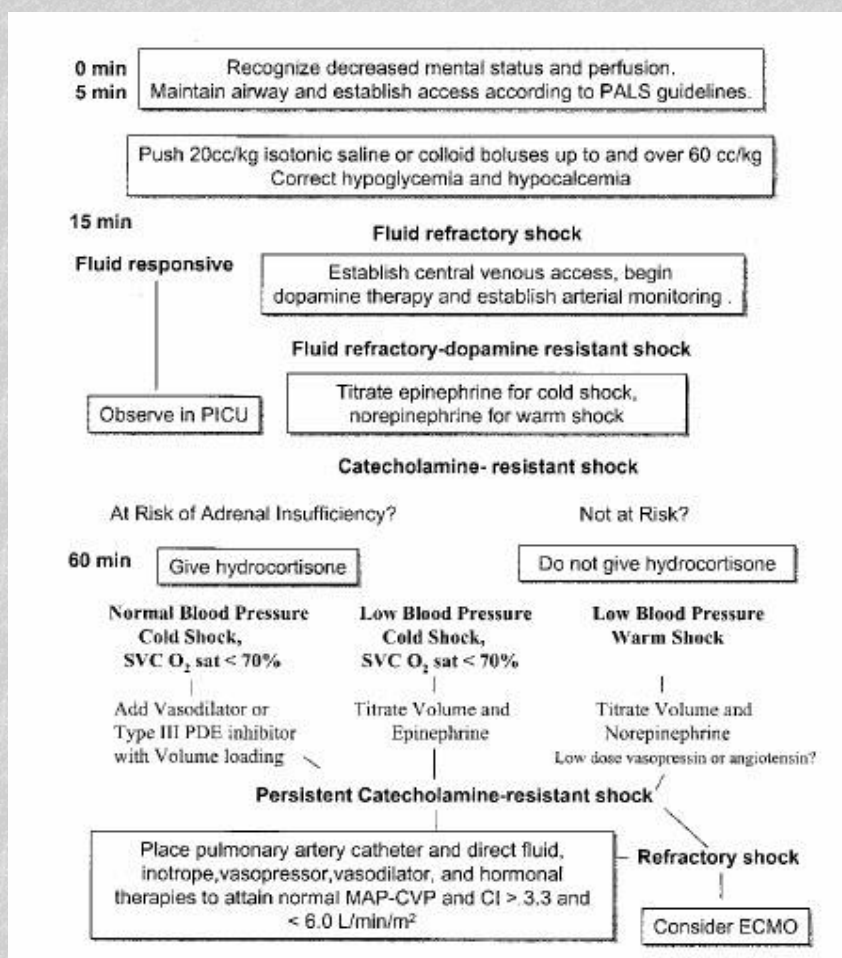 0 min
5 min
Recognize decreased mental status and perfusion.
Maintain airway and establish access according to PALS guidelines.
Push 20cc/kg isotonic saline or colloid boluses up to and over 60 cc/kg
Correct hypoglycemia and hypocalcemia
15 min
Fluid refractory shock
Fluid responsive
Establish central venous access, begin
dopamine therapy and establish arterial monitoring .
Fluid refractory-dopamine resistant shock
Observe in PICU
Titrate epinephrine for cold shock,
norepinephrine for warm shock
Catecholamine- resistant shock
At Risk of Adrenal Insufficiency?
Not at Risk?
60 min
Give hydrocortisone
Do not give hydrocortisone
Normal Blood Pressure
Cold Shock,
SVC O₂ sat < 70%
Low Blood Pressure
Cold Shock,
SVC O₂ sat < 70%
Low Blood Pressure
Warm Shock
Add Vasodilator or
Type III PDE inhibitor
with Volume loading
Titrate Volume and
Epinephrine
Titrate Volume and
Norepinephrine
Low dose vasopressin or angiotensin?
Persistent Catecholamine-resistant shock
Place pulmonary artery catheter and direct fluid,
inotrope,vasopressor,vasodilator, and hormonal
therapies to attain normal MAP-CVP and CI > 3.3 and
< 6.0 L/min/m²
Refractory shock
Consider ECMO